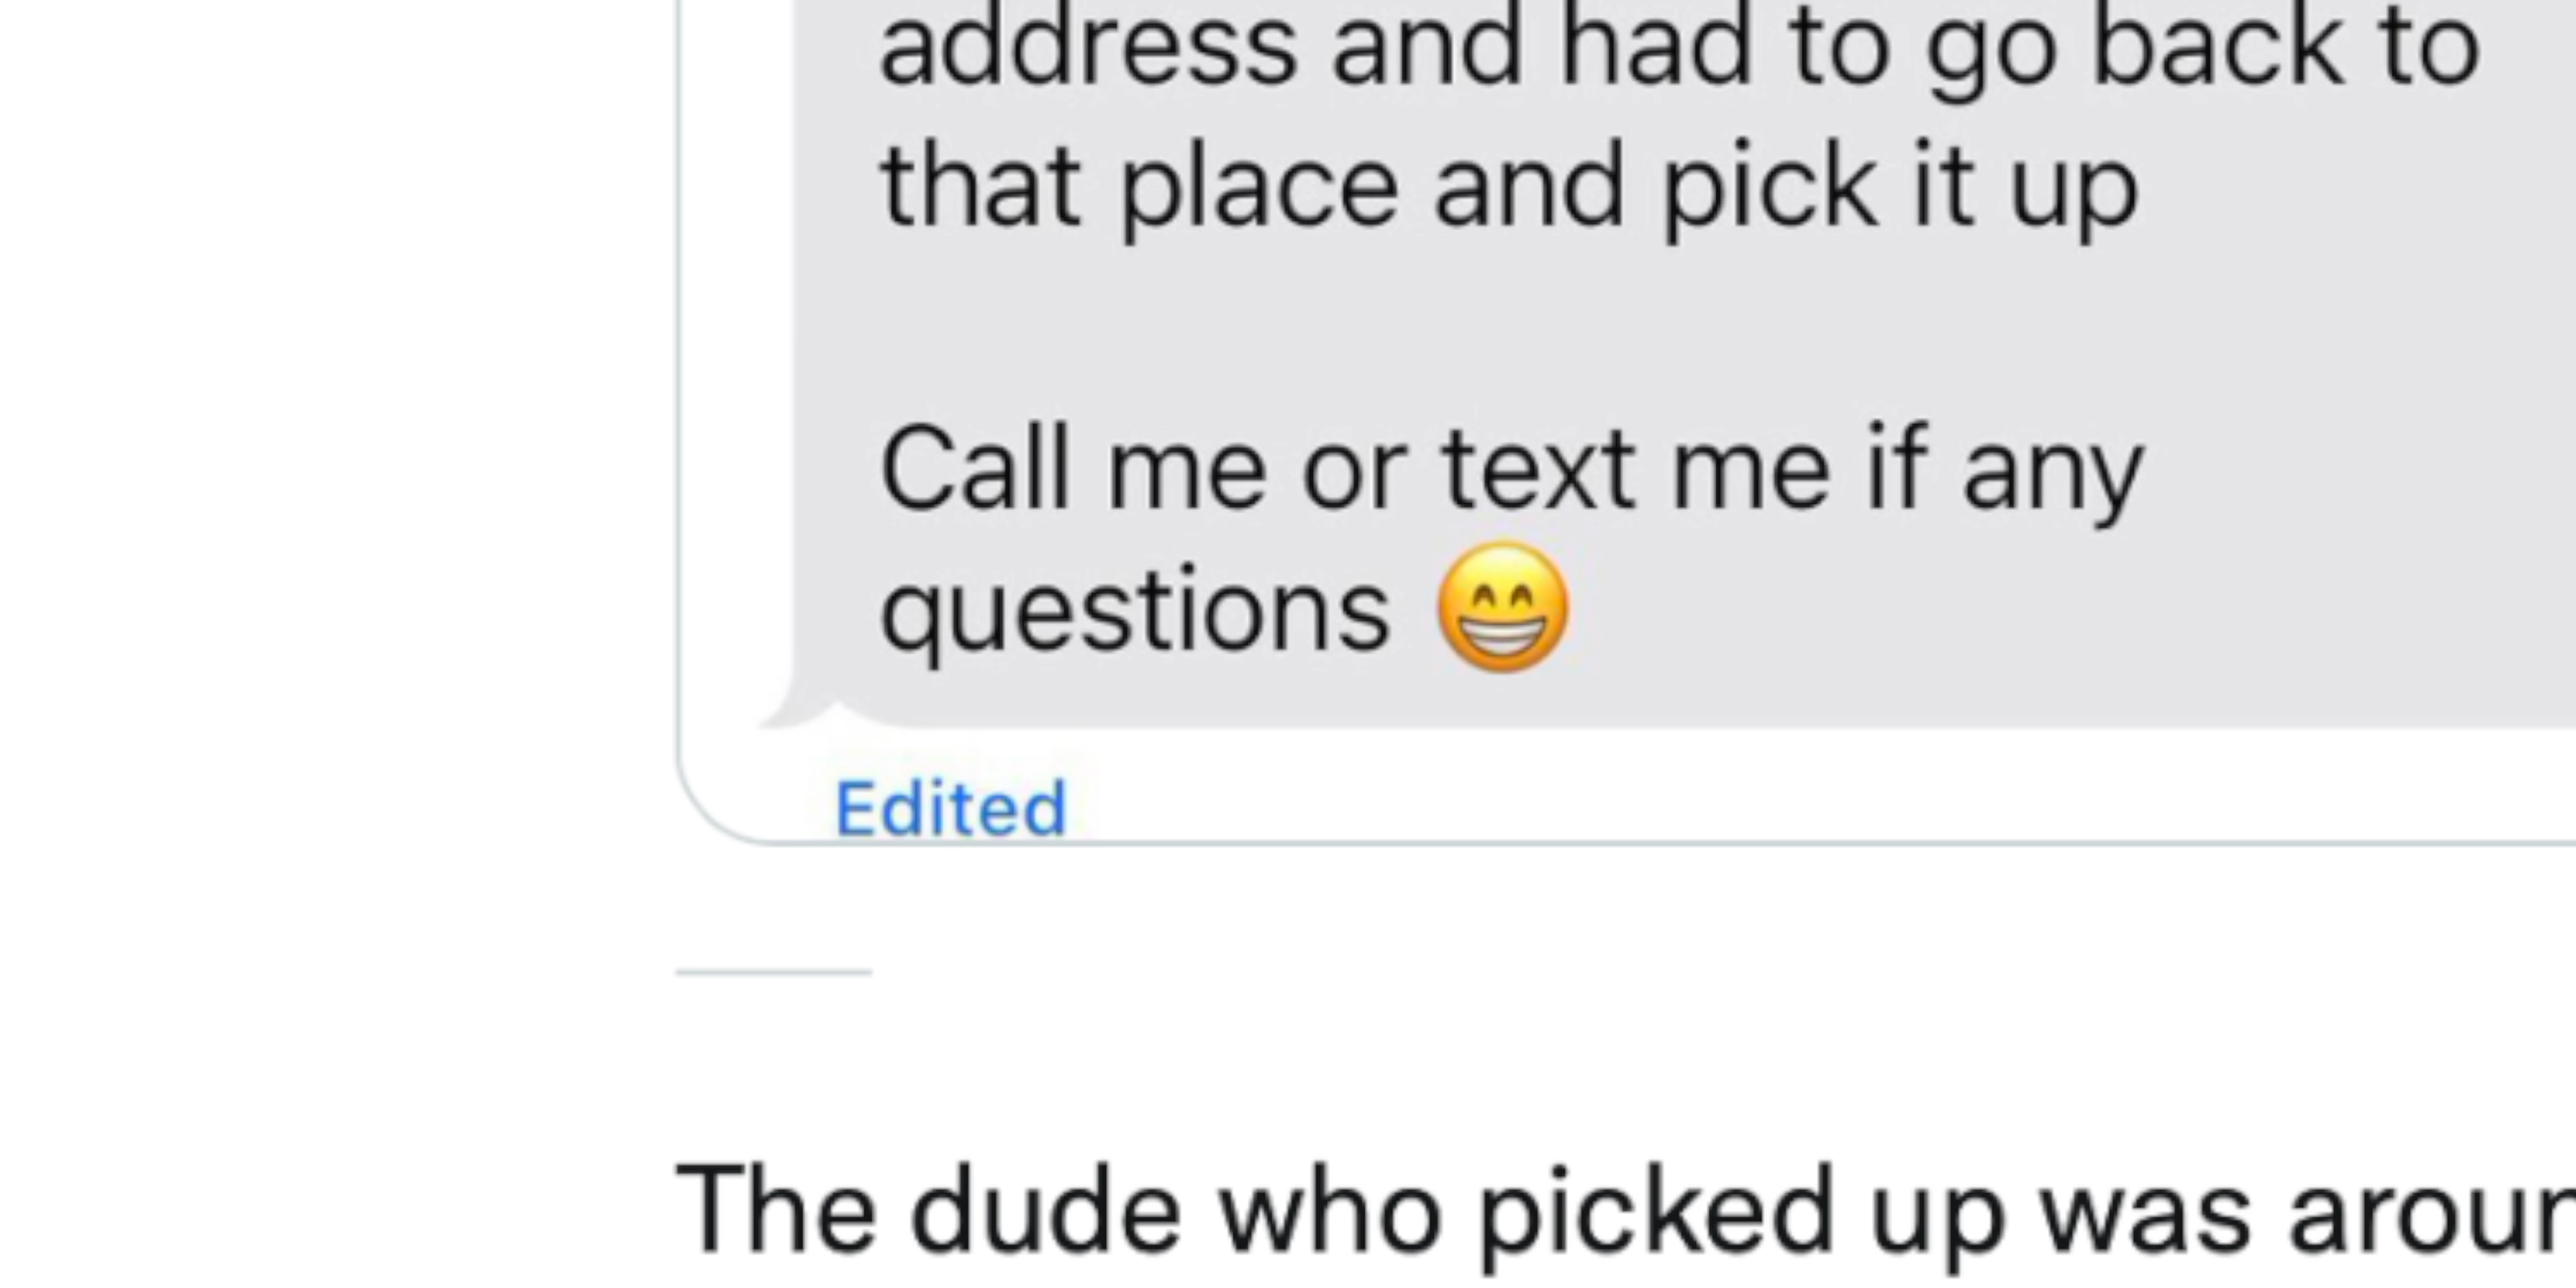 address and had to go back to
that place and pick it up
Call me or text me if any
questions 😁
Edited
The dude who picked up was